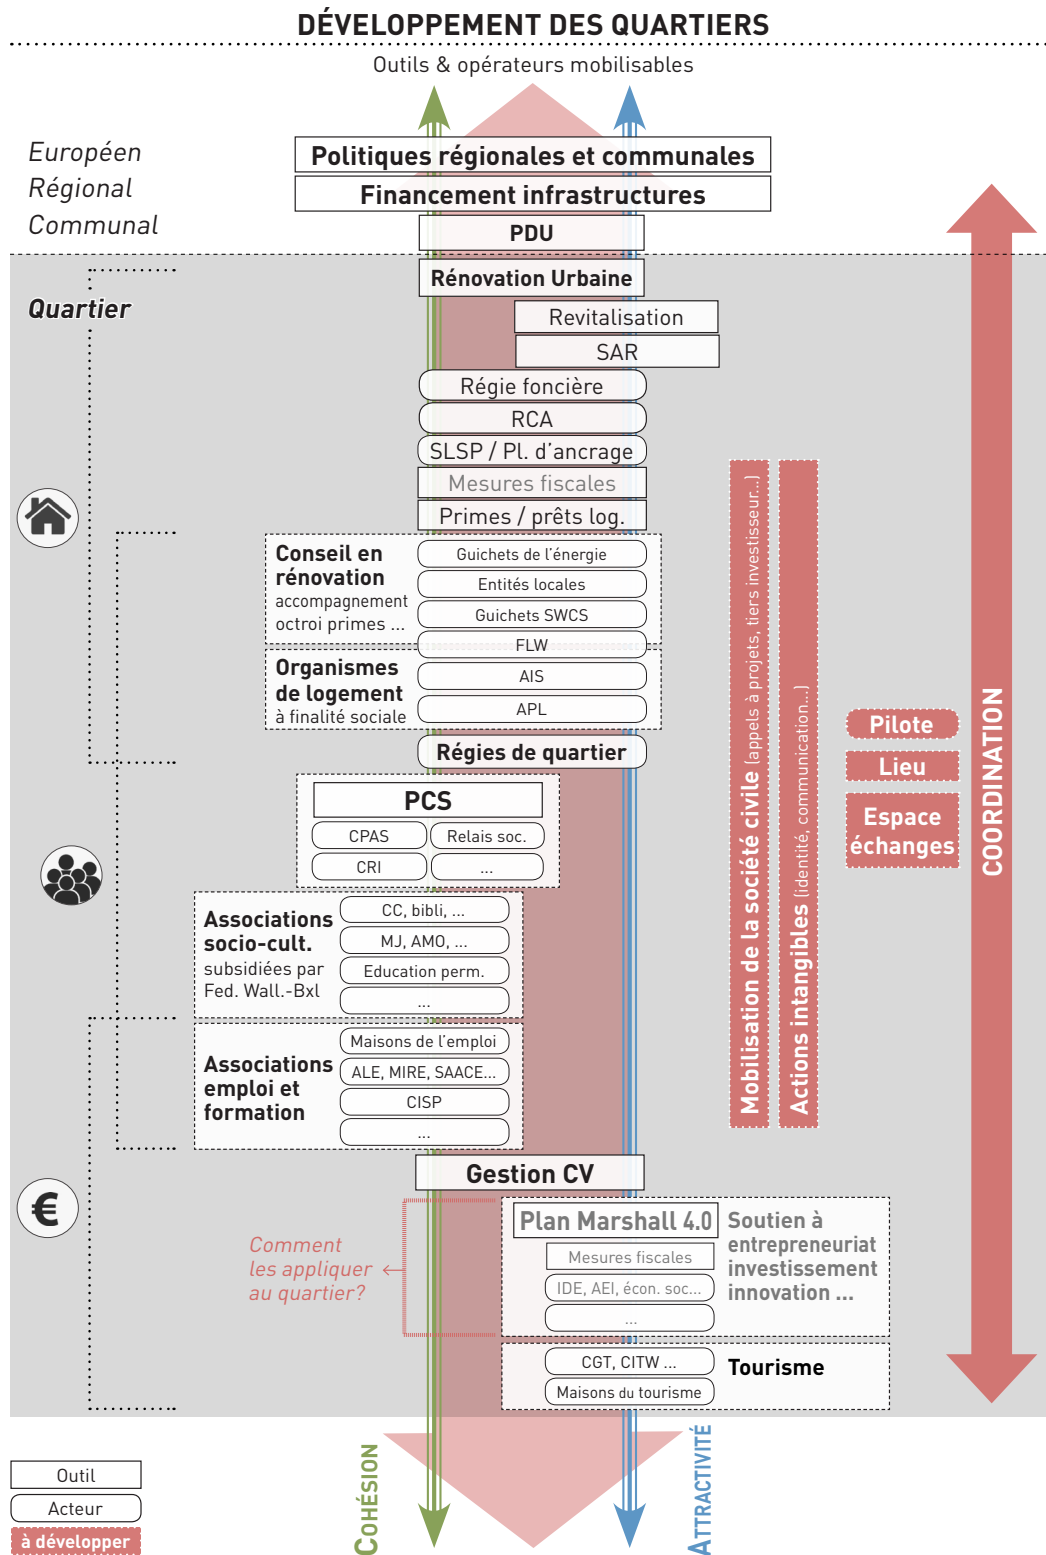 DÉVELOPPEMENT DES QUARTIERS
Outils & opérateurs mobilisables
Européen
Régional
Communal
Politiques régionales et communales
Financement infrastructures
PDU
Quartier
Rénovation Urbaine
Revitalisation
SAR
Régie foncière
RCA
SLSP / Pl. d'ancrage
Mesures fiscales
Primes / prêts log.
Conseil en
rénovation
accompagnement
octroi primes ...
Guichets de l'énergie
Entités locales
Guichets SWCS
FLW
Organismes
de logement
à finalité sociale
AIS
APL
Régies de quartier
PCS
CPAS
Relais soc.
CRI
...
Associations
socio-cult.
subsidiées par
Fed. Wall.-Bxl
CC, bibli, ...
MJ, AMO, ...
Education perm.
...
Associations
emploi et
formation
Maisons de l'emploi
ALE, MIRE, SAACE...
CISP
...
Gestion CV
Comment
les appliquer
au quartier?
Plan Marshall 4.0
Mesures fiscales
IDE, AEI, écon. soc...
...
Soutien à
entrepreneuriat
investissement
innovation ...
CGT, CITW ...
Maisons du tourisme
Tourisme
Mobilisation de la société civile (appels à projets, tiers investisseur...)
Actions intangibles (identité, communication...)
Pilote
Lieu
Espace
échanges
COORDINATION
€
COHÉSION
ATTRACTIVITÉ
Outil
Acteur
à développer